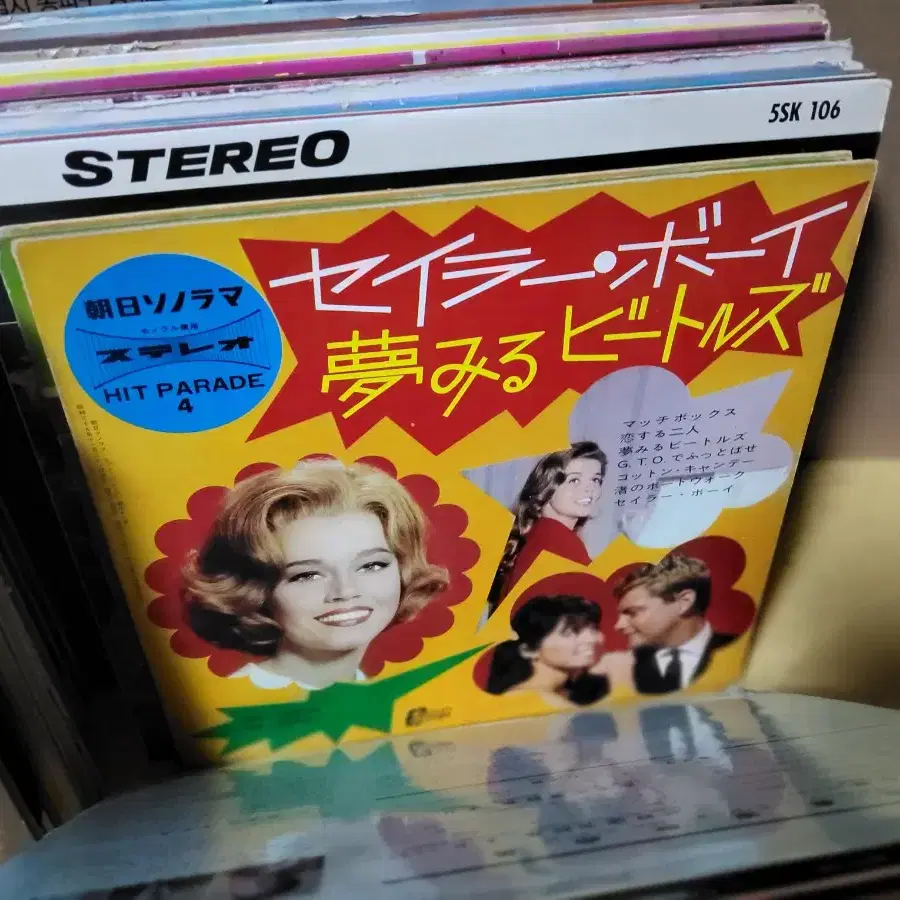 STEREO
5SK 106
セイラー・ボーイ
夢みるビートルズ
朝日ソノラマ
ステレオ
HIT PARADE
4
マッチボックス
恋する二人
夢みるビートルズ
G.T.O.でぶっとばせ
コットン・キャンデー
渚のボードウォーク
セイラー・ボーイ